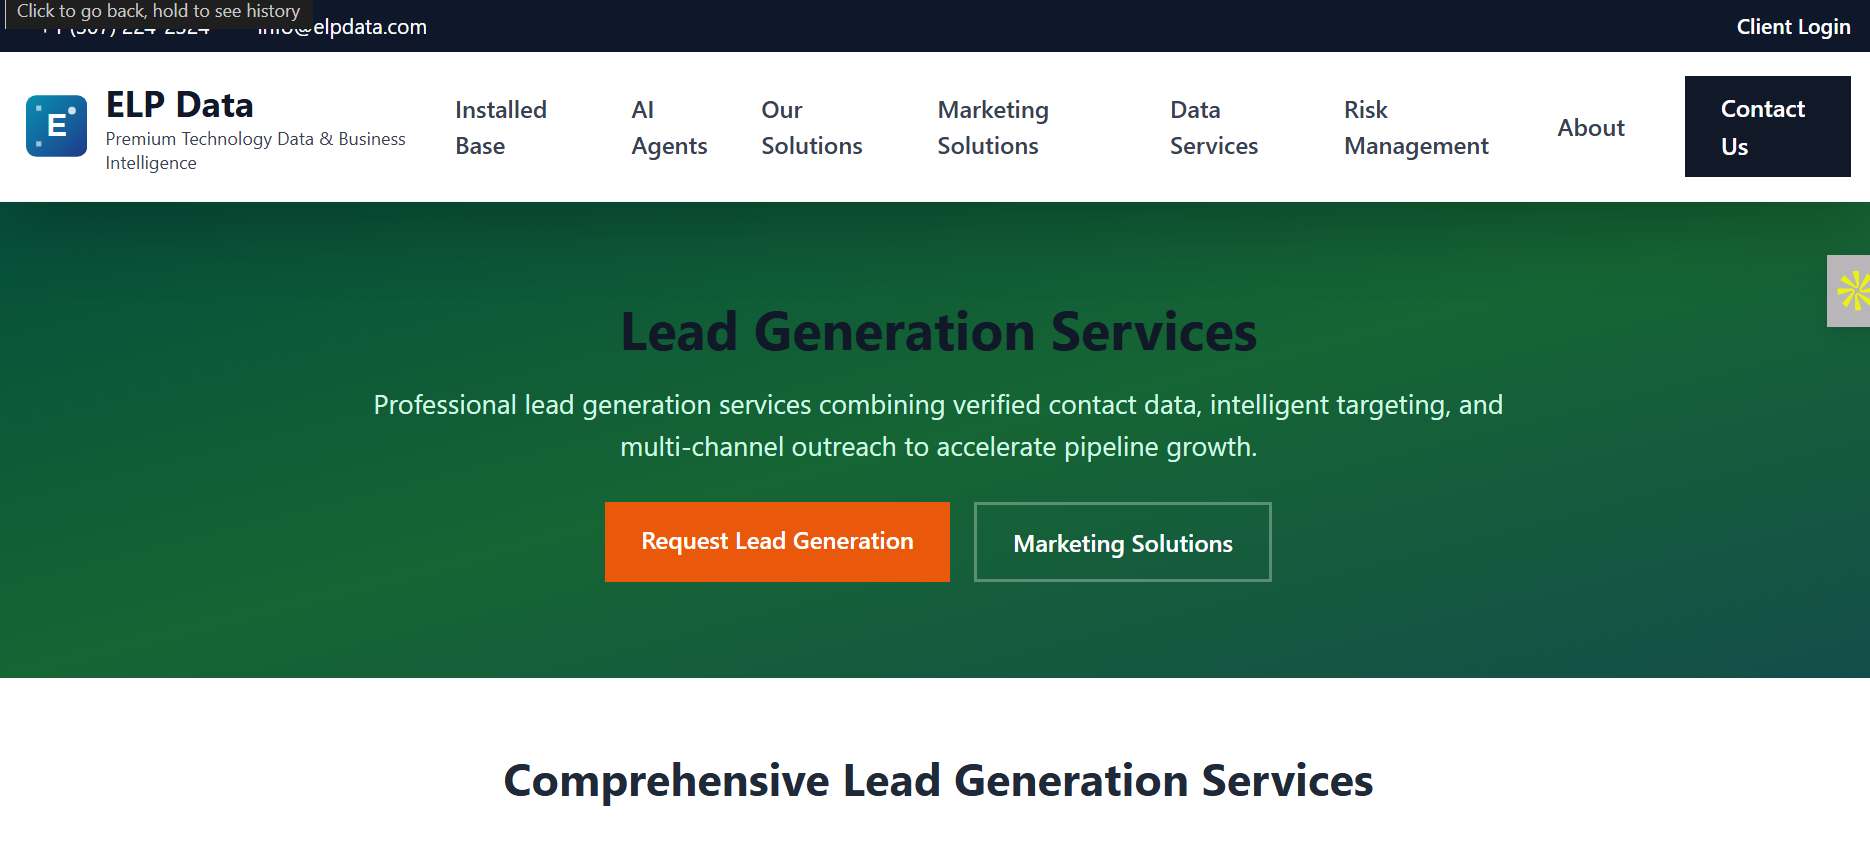 Click to go back, hold to see history
info@elpdata.com
Client Login
E
ELP Data
Premium Technology Data & Business
Intelligence
Installed
Base
AI
Agents
Our
Solutions
Marketing
Solutions
Data
Services
Risk
Management
About
Contact
Us
Lead Generation Services
Professional lead generation services combining verified contact data, intelligent targeting, and
multi-channel outreach to accelerate pipeline growth.
Request Lead Generation
Marketing Solutions
Comprehensive Lead Generation Services